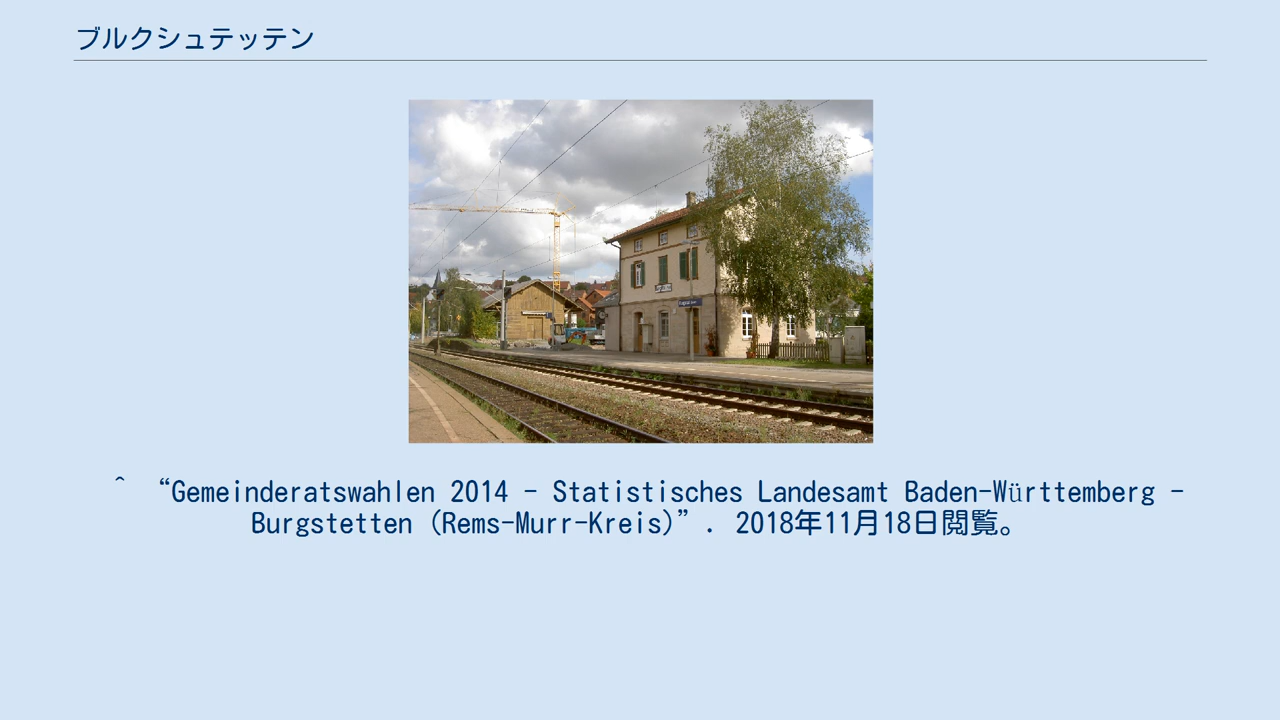 ブルクシュテッテン
^ “Gemeinderatswahlen 2014 - Statistisches Landesamt Baden-Württemberg -
Burgstetten (Rems-Murr-Kreis)”. 2018年11月18日閲覧。